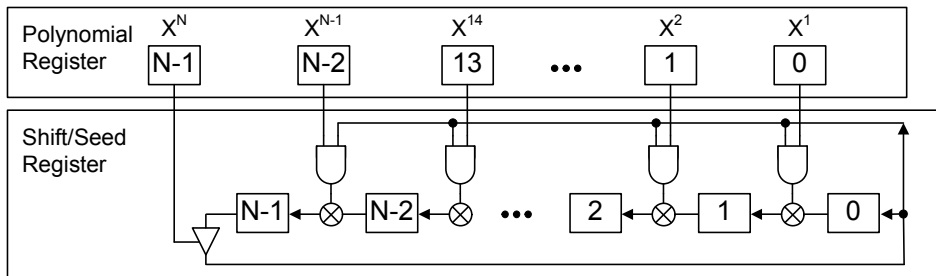 Polynomial
Register
X^N X^N-1 X^14 X^2 X^1
N-1 N-2 13 ••• 1 0
Shift/Seed
Register
N-1 N-2 ••• 2 1 0